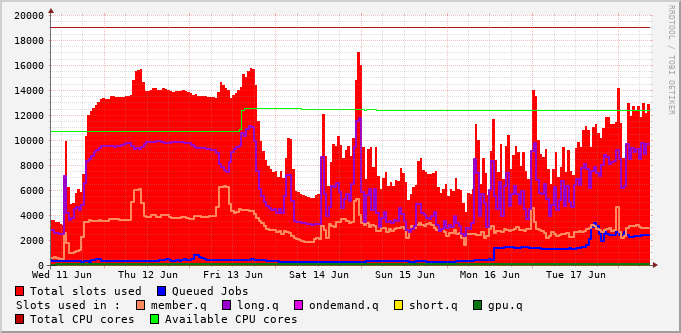 20000
18000
16000
14000
12000
10000
8000
6000
4000
2000
0
Wed 11 Jun Thu 12 Jun Fri 13 Jun Sat 14 Jun Sun 15 Jun Mon 16 Jun Tue 17 Jun
Total slots used Queued Jobs
Slots used in : member.q long.q ondemand.q short.q gpu.q
Total CPU cores Available CPU cores
RRDTOOL / TOBI OETIKER